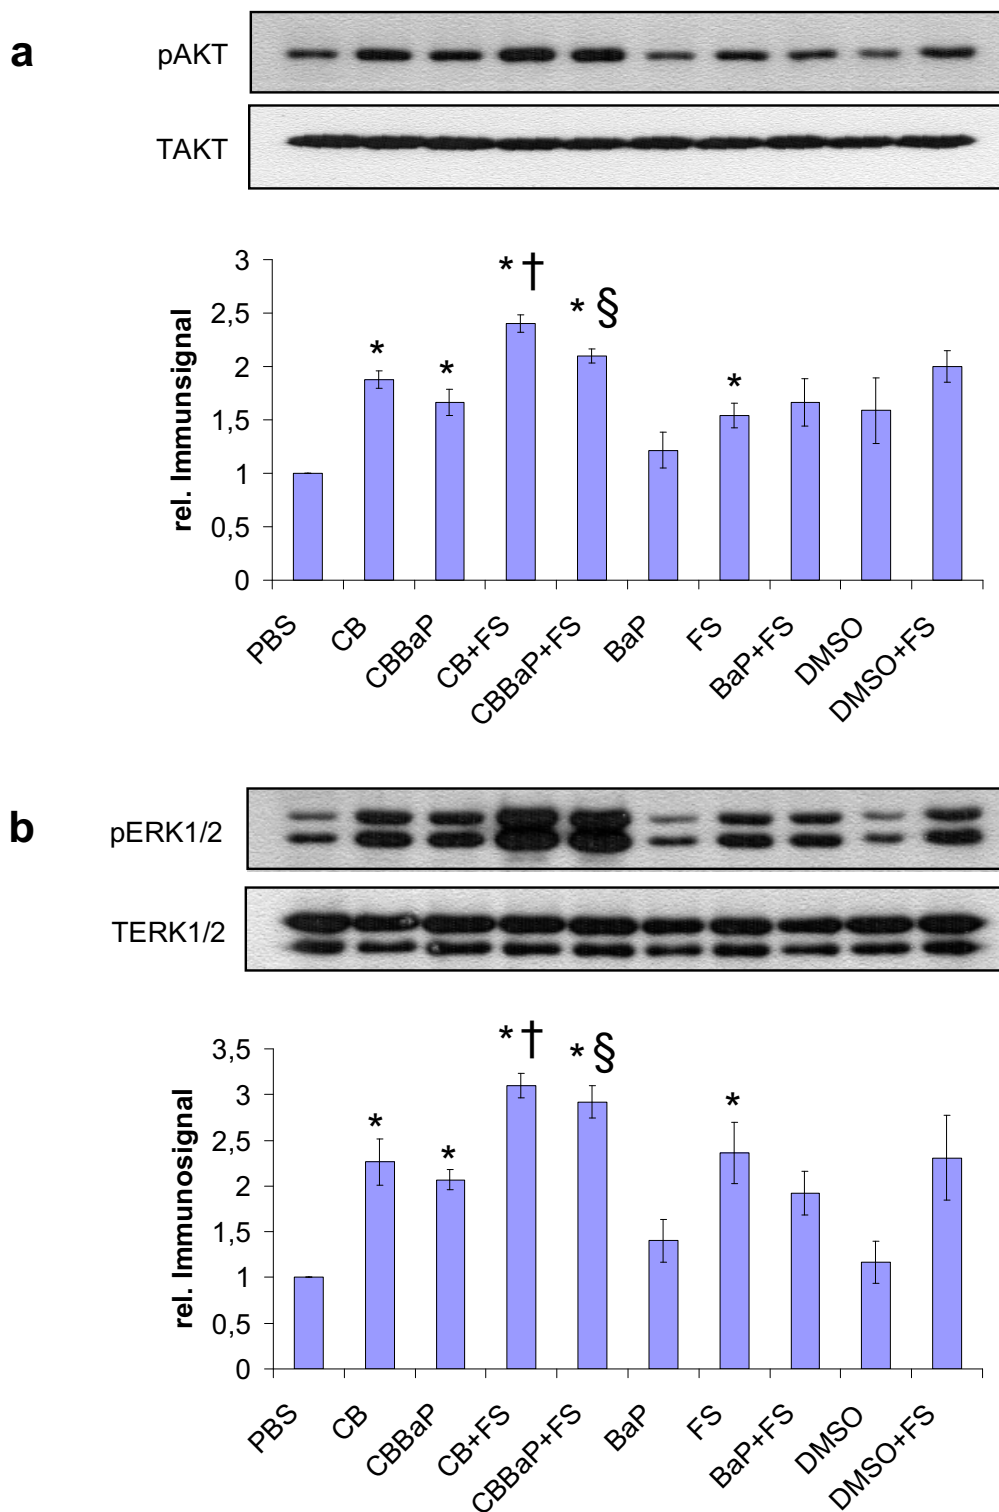 a
pAKT
TAKT
3
2,5
2
1,5
1
0,5
0
rel. Immunsignal
* †
* §
*
*
*
PBS
CB
CBBaP
CB+FS
CBBaP+FS
BaP
FS
BaP+FS
DMSO
DMSO+FS
b
pERK1/2
TERK1/2
3,5
3
2,5
2
1,5
1
0,5
0
rel. Immunosignal
* †
* §
*
*
*
PBS
CB
CBBaP
CB+FS
CBBaP+FS
BaP
FS
BaP+FS
DMSO
DMSO+FS